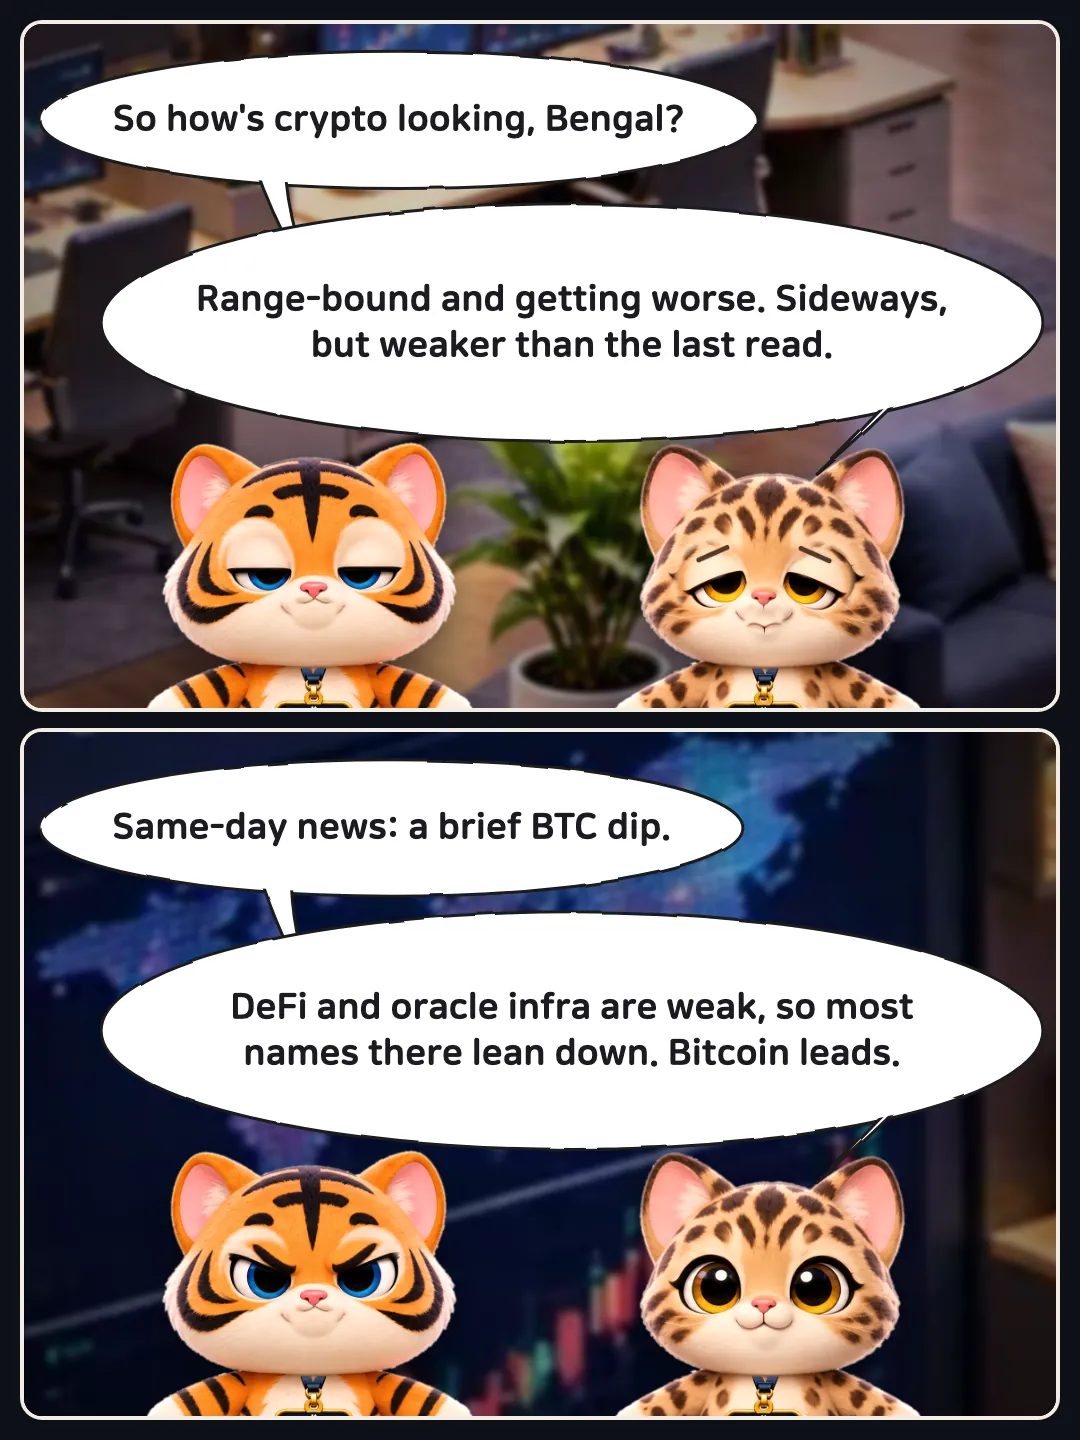 So how's crypto looking, Bengal?
Range-bound and getting worse. Sideways,
but weaker than the last read.
Same-day news: a brief BTC dip.
DeFi and oracle infra are weak, so most
names there lean down. Bitcoin leads.